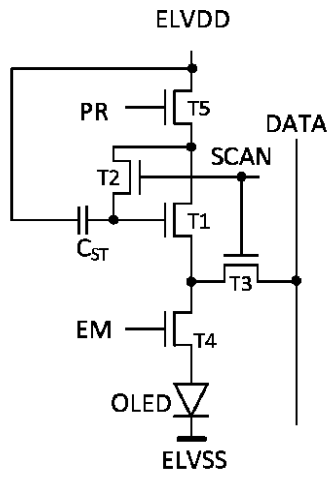 ELVDD
PR
T5
DATA
T2
SCAN
T1
CST
T3
EM
T4
OLED
ELVSS